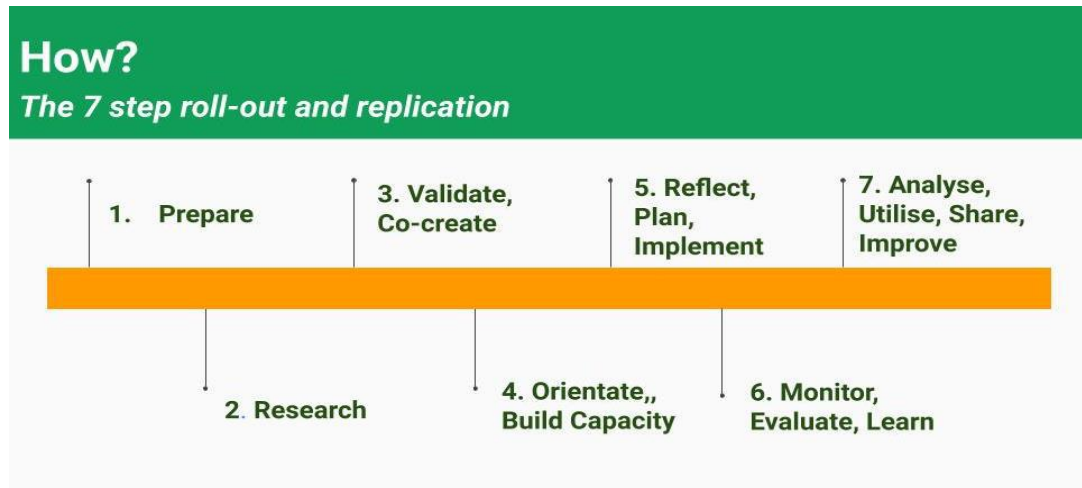 How?
The 7 step roll-out and replication
1. Prepare
2. Research
3. Validate,
Co-create
4. Orientate,,
Build Capacity
5. Reflect,
Plan,
Implement
6. Monitor,
Evaluate, Learn
7. Analyse,
Utilise, Share,
Improve